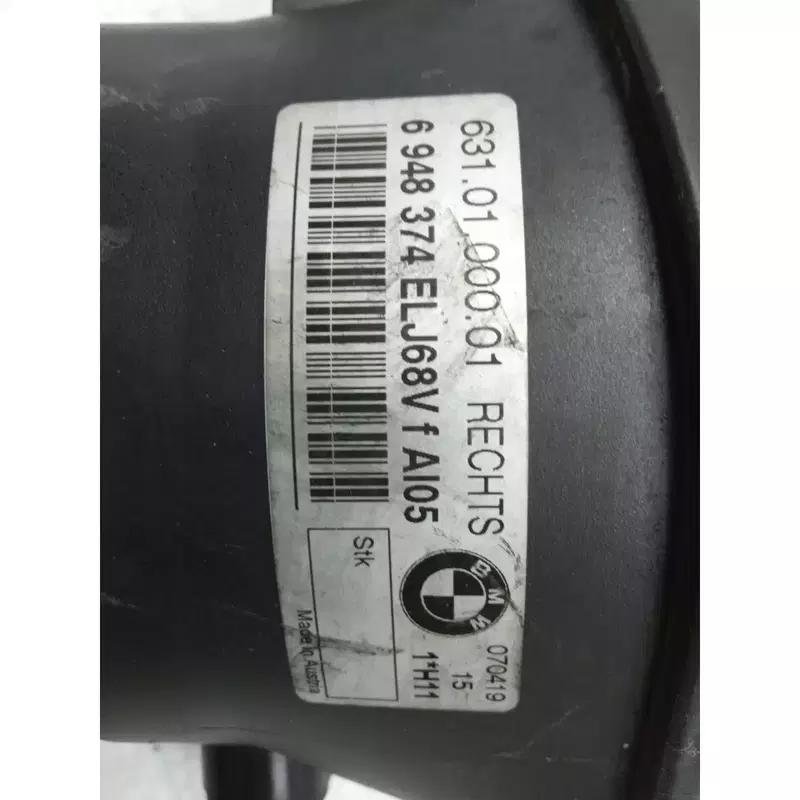 631.01.000.01 RECHTS
6 948 374 ELJ68V f AI05
Stk
BMW
070419
15
1*H11
Made in Austria